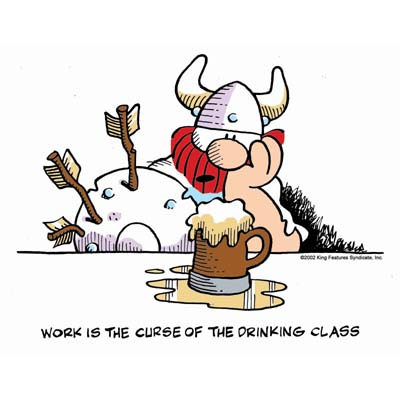 ©2002 King Features Syndicate, Inc.
WORK IS THE CURSE OF THE DRINKING CLASS